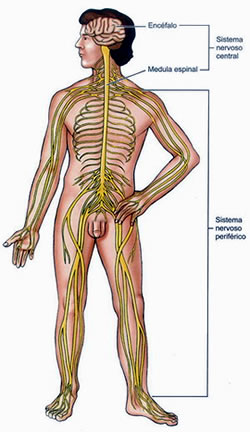 Encéfalo
Sistema
nervoso
central
Medula espinal
Sistema
nervoso
periférico